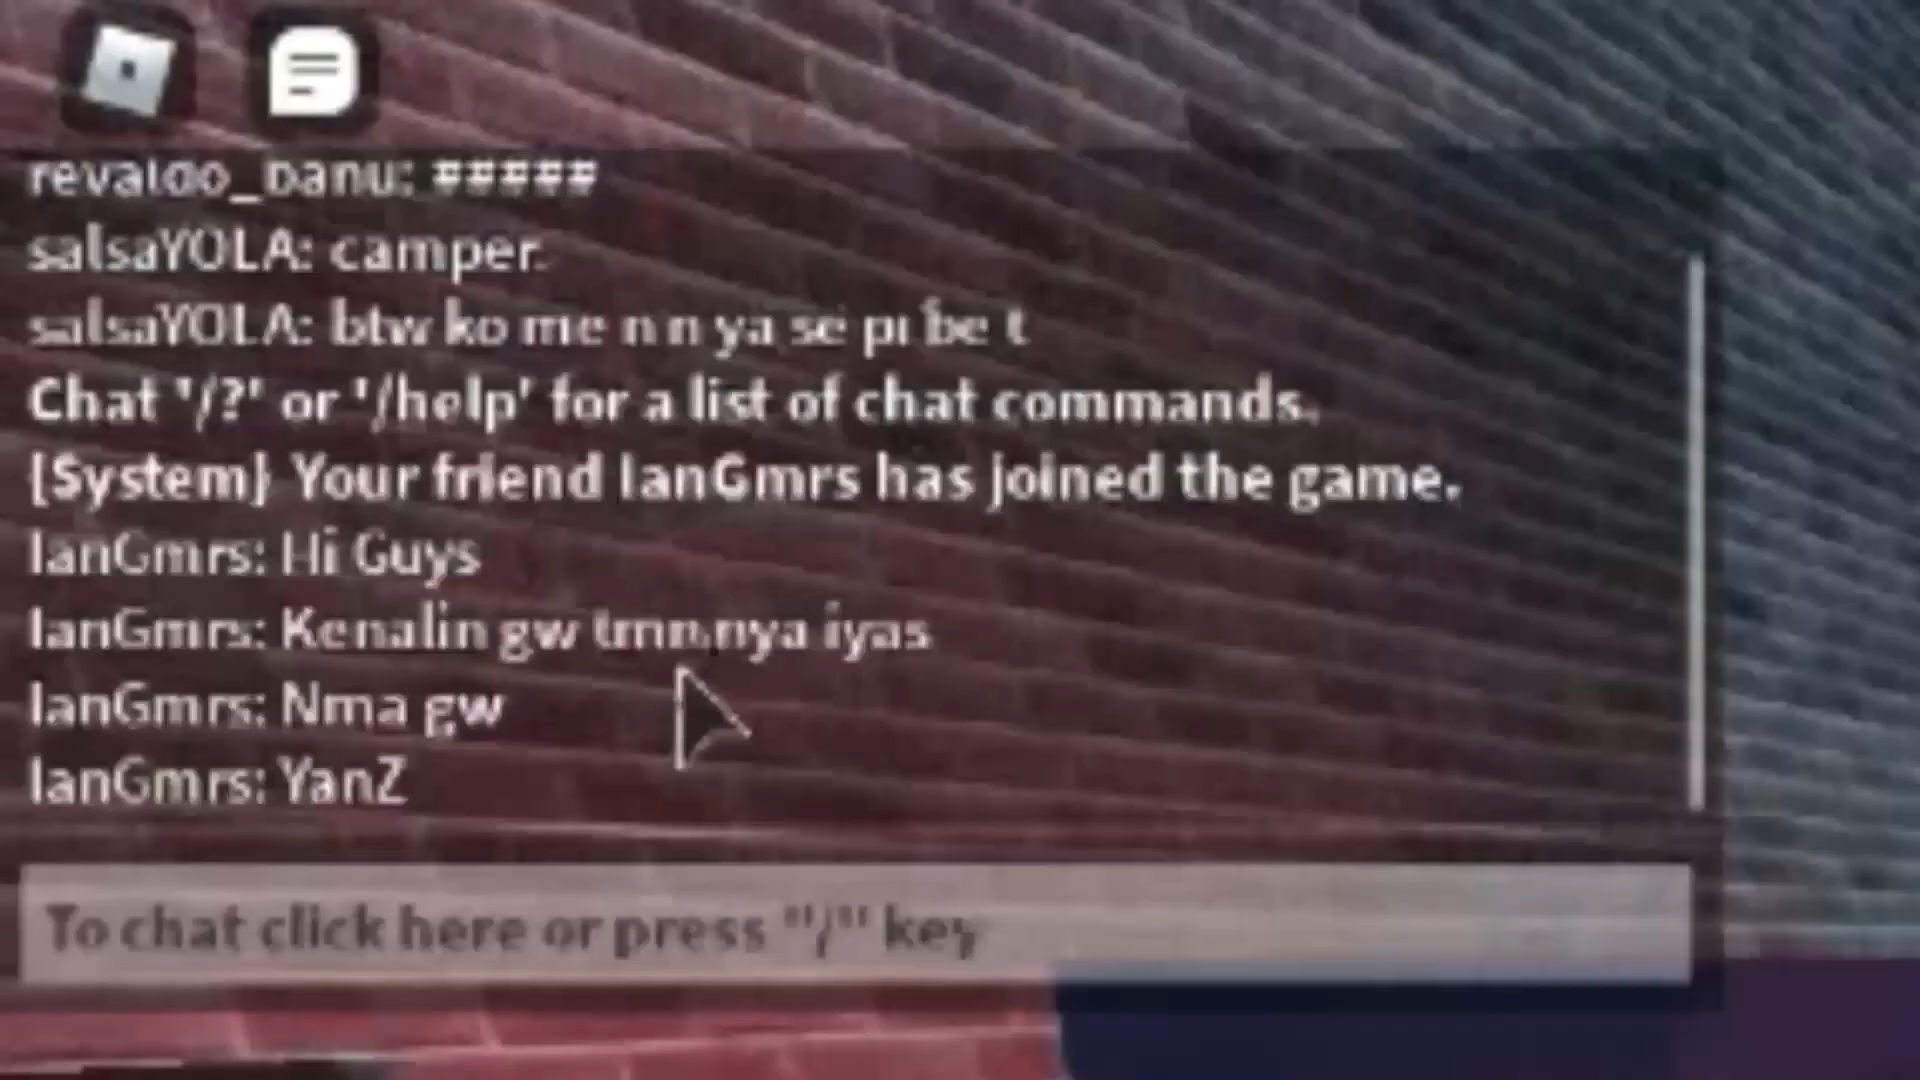 revaldo_banu: #####
salsaYOLA: camper.
salsaYOLA: btw ko me n n ya se pi be t
Chat '/?' or '/help' for a list of chat commands.
{System} Your friend IanGmrs has joined the game.
IanGmrs: Hi Guys
IanGmrs: Kenalin gw tmnnya iyas
IanGmrs: Nma gw
IanGmrs: YanZ
To chat click here or press "/" key